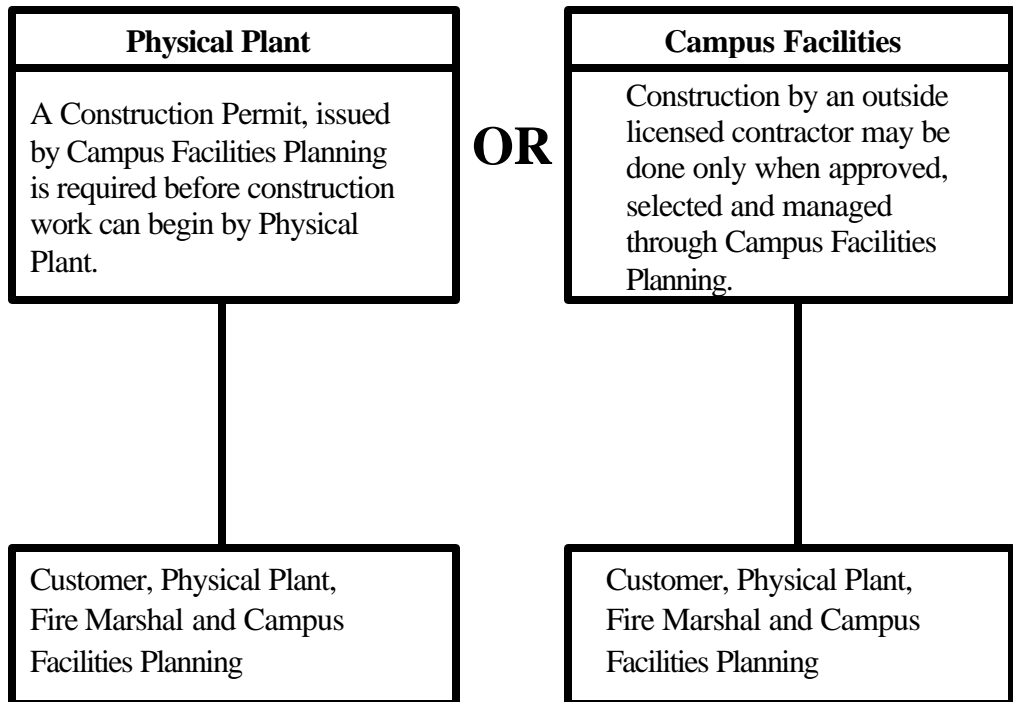 Physical Plant
A Construction Permit, issued
by Campus Facilities Planning
is required before construction
work can begin by Physical
Plant.
OR
Campus Facilities
Construction by an outside
licensed contractor may be
done only when approved,
selected and managed
through Campus Facilities
Planning.
Customer, Physical Plant,
Fire Marshal and Campus
Facilities Planning
Customer, Physical Plant,
Fire Marshal and Campus
Facilities Planning